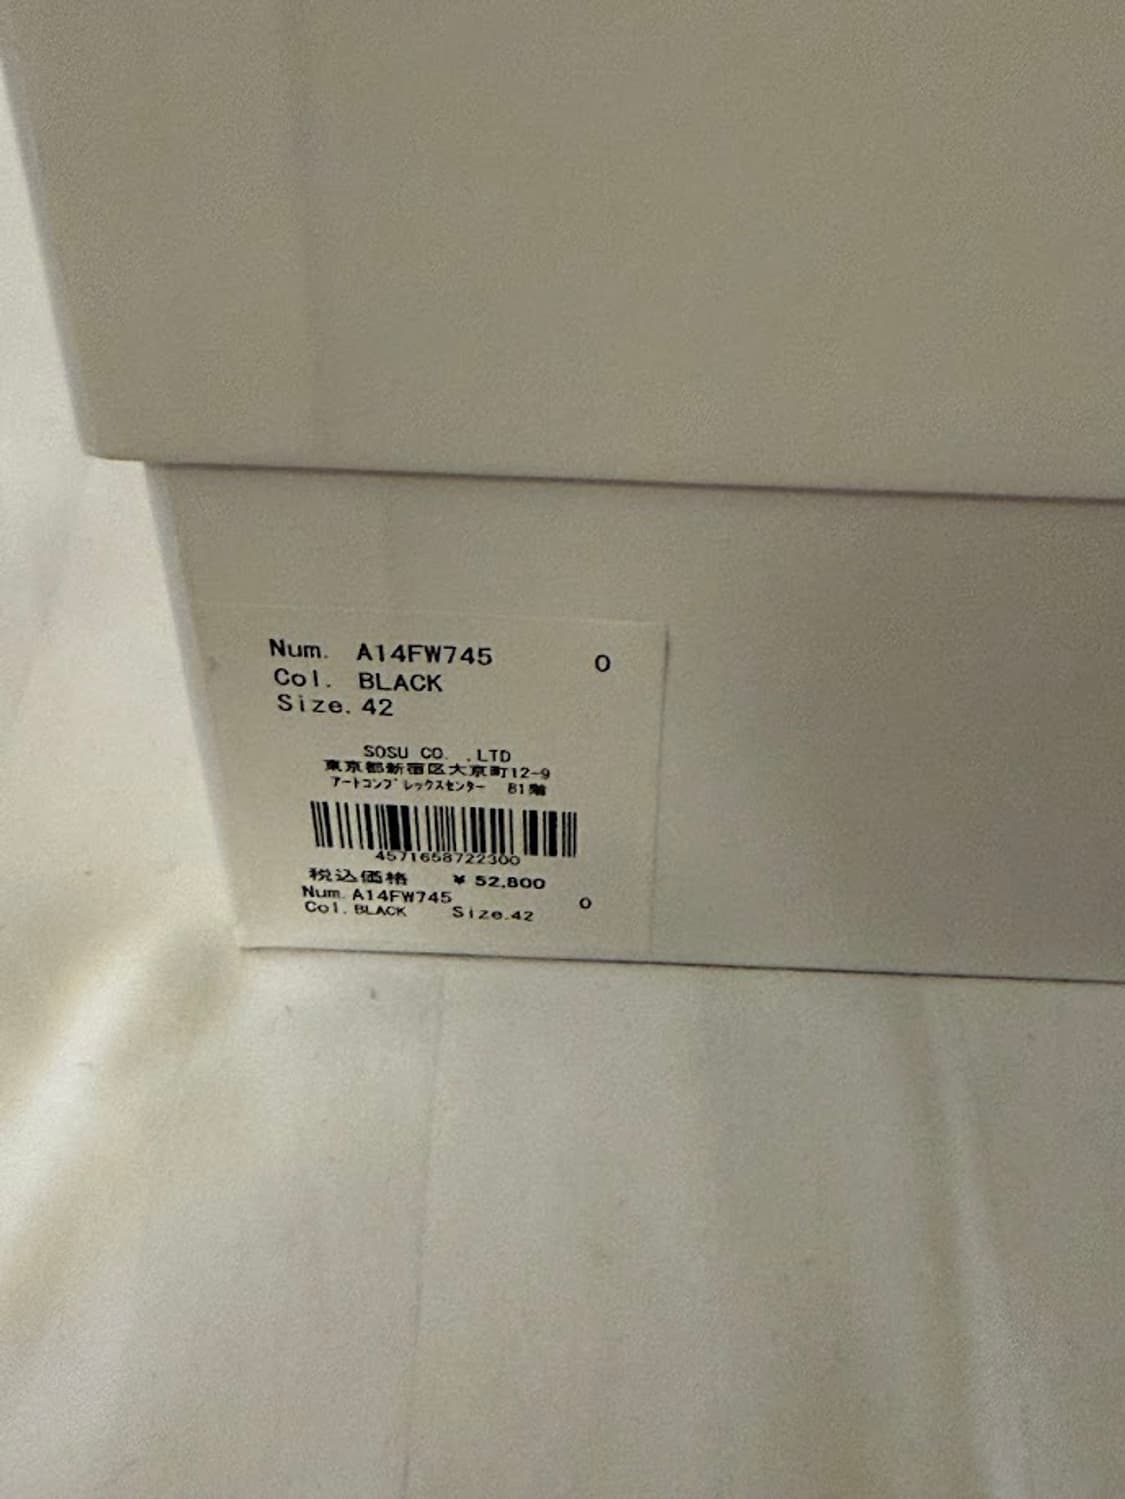 Num. A14FW745 0
Col. BLACK
Size. 42
SOSU CO. ,LTD
東京都新宿区大京町12-9
アートコンプレックスセンター B1階
4571658722300
税込価格 ¥ 52,800
Num. A14FW745 0
Col. BLACK Size.42